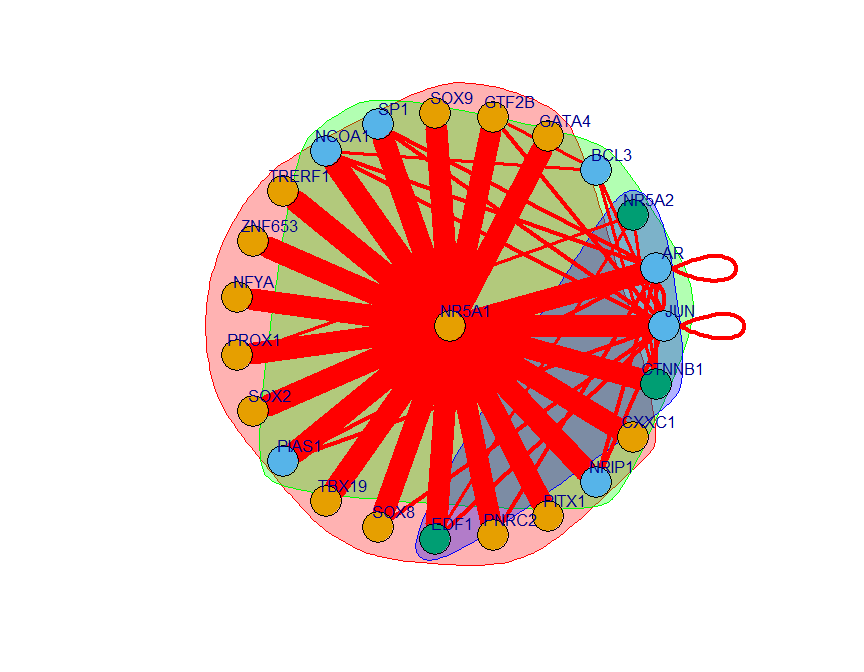 SOX9
GTF2B
SP1
GATA4
NCOA1
BCL3
TRERF1
NR5A2
ZNF653
AR
NFYA
NR5A1
JUN
PROX1
CTNNB1
SOX2
CXXC1
PIAS1
NRIP1
TBX19
PITX1
SOX8
PNRC2
EDF1